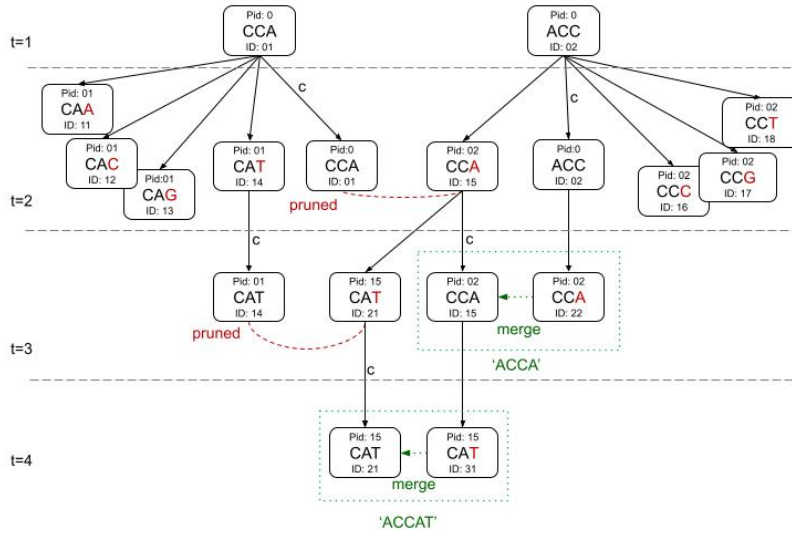 t=1
Pid: 0
CCA
ID: 01
Pid: 0
ACC
ID: 02
Pid: 01
CAA
ID: 11
Pid: 01
CAC
ID: 12
Pid:01
CAG
ID: 13
Pid: 01
CAT
ID: 14
c
Pid:0
CCA
ID: 01
pruned
Pid: 02
CCA
ID: 15
c
Pid:0
ACC
ID: 02
Pid: 02
CCC
ID: 16
Pid: 02
CCG
ID: 17
Pid: 02
CCT
ID: 18
t=2
c
Pid: 01
CAT
ID: 14
pruned
Pid: 15
CAT
ID: 21
c
Pid: 02
CCA
ID: 15
Pid: 02
CCA
ID: 22
merge
'ACCA'
t=3
c
Pid: 15
CAT
ID: 21
Pid: 15
CAT
ID: 31
merge
t=4
'ACCAT'